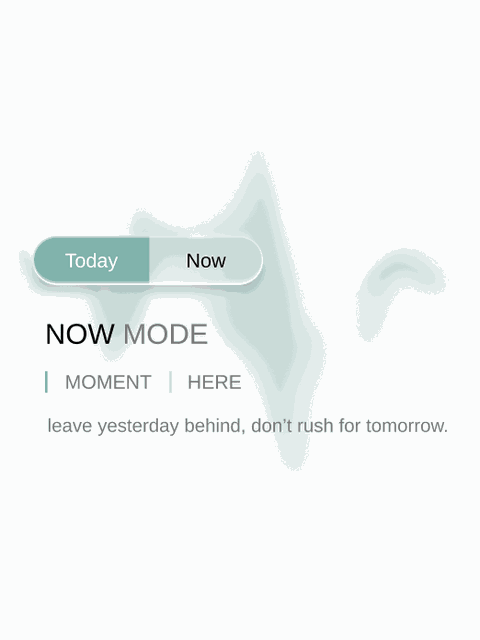 Today Now
NOW MODE
MOMENT HERE
leave yesterday behind, don’t rush for tomorrow.